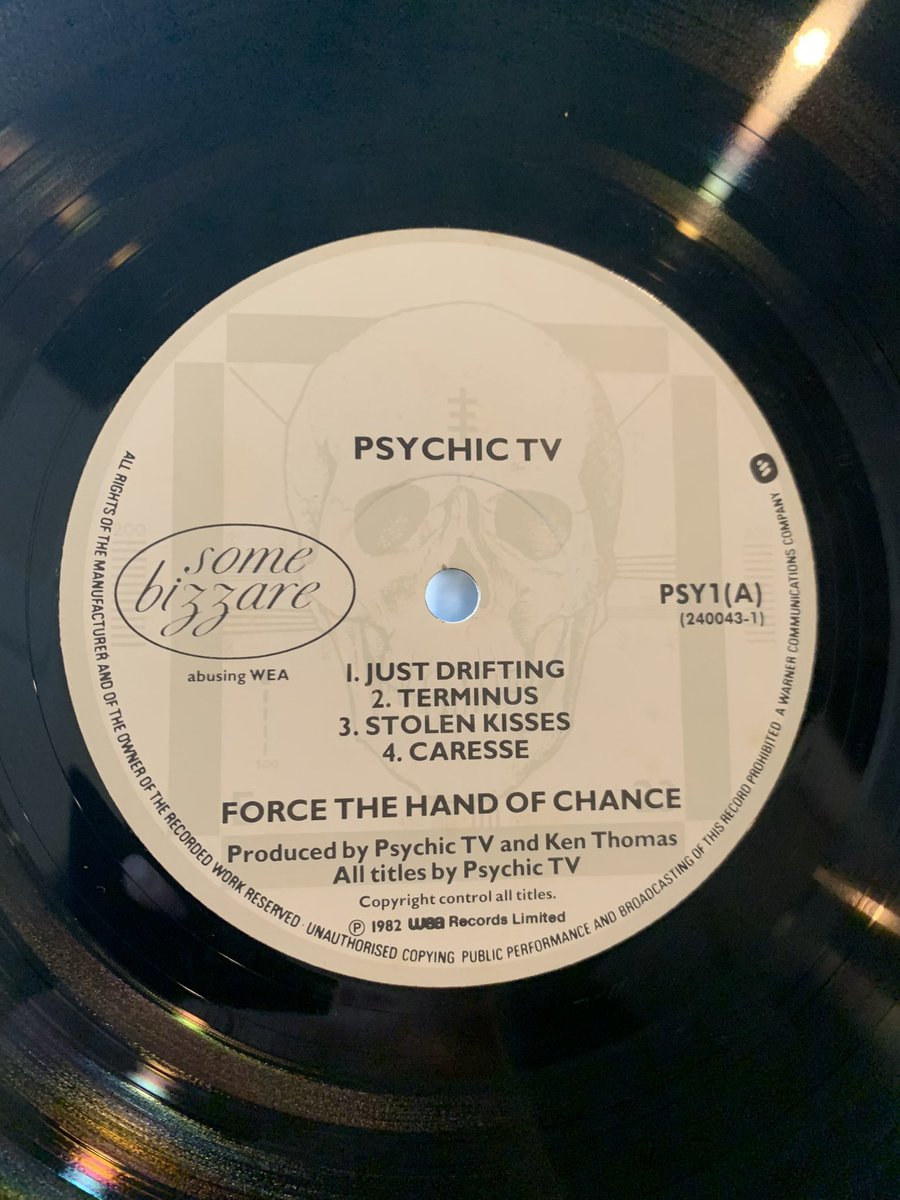 PSYCHIC TV
some
bizzare
abusing WEA
PSY1(A)
(240043-1)
1. JUST DRIFTING
2. TERMINUS
3. STOLEN KISSES
4. CARESSE
FORCE THE HAND OF CHANCE
Produced by Psychic TV and Ken Thomas
All titles by Psychic TV
Copyright control all titles.
Ⓟ 1982 wea Records Limited
ALL RIGHTS OF THE MANUFACTURER AND OF THE OWNER OF THE RECORDED WORK RESERVED · UNAUTHORISED COPYING PUBLIC PERFORMANCE AND BROADCASTING OF THIS RECORD PROHIBITED A WARNER COMMUNICATIONS COMPANY
500